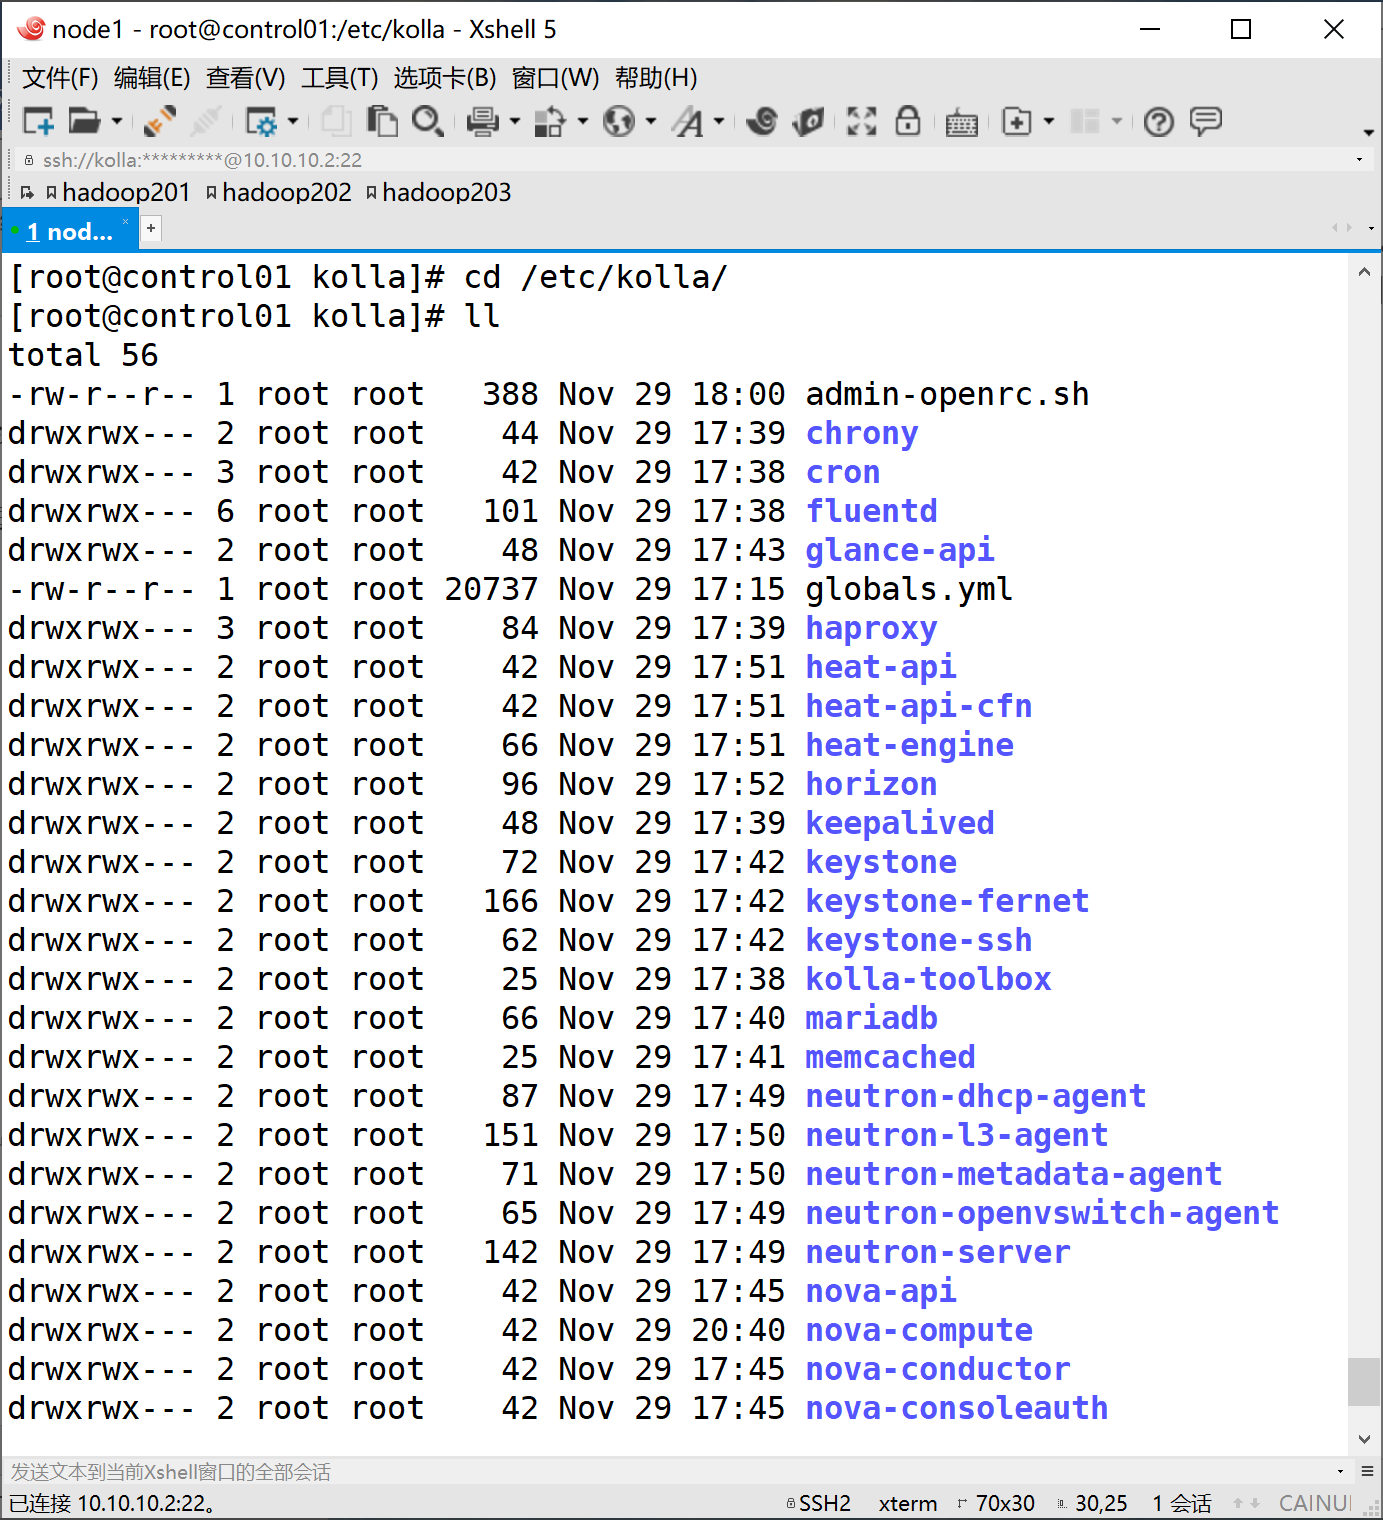 node1 - root@control01:/etc/kolla - Xshell 5
文件(F) 编辑(E) 查看(V) 工具(T) 选项卡(B) 窗口(W) 帮助(H)
ssh://kolla:*********@10.10.10.2:22
hadoop201 hadoop202 hadoop203
1 nod... × +
[root@control01 kolla]# cd /etc/kolla/
[root@control01 kolla]# ll
total 56
-rw-r--r-- 1 root root   388 Nov 29 18:00 admin-openrc.sh
drwxrwx--- 2 root root    44 Nov 29 17:39 chrony
drwxrwx--- 3 root root    42 Nov 29 17:38 cron
drwxrwx--- 6 root root   101 Nov 29 17:38 fluentd
drwxrwx--- 2 root root    48 Nov 29 17:43 glance-api
-rw-r--r-- 1 root root 20737 Nov 29 17:15 globals.yml
drwxrwx--- 3 root root    84 Nov 29 17:39 haproxy
drwxrwx--- 2 root root    42 Nov 29 17:51 heat-api
drwxrwx--- 2 root root    42 Nov 29 17:51 heat-api-cfn
drwxrwx--- 2 root root    66 Nov 29 17:51 heat-engine
drwxrwx--- 2 root root    96 Nov 29 17:52 horizon
drwxrwx--- 2 root root    48 Nov 29 17:39 keepalived
drwxrwx--- 2 root root    72 Nov 29 17:42 keystone
drwxrwx--- 2 root root   166 Nov 29 17:42 keystone-fernet
drwxrwx--- 2 root root    62 Nov 29 17:42 keystone-ssh
drwxrwx--- 2 root root    25 Nov 29 17:38 kolla-toolbox
drwxrwx--- 2 root root    66 Nov 29 17:40 mariadb
drwxrwx--- 2 root root    25 Nov 29 17:41 memcached
drwxrwx--- 2 root root    87 Nov 29 17:49 neutron-dhcp-agent
drwxrwx--- 2 root root   151 Nov 29 17:50 neutron-l3-agent
drwxrwx--- 2 root root    71 Nov 29 17:50 neutron-metadata-agent
drwxrwx--- 2 root root    65 Nov 29 17:49 neutron-openvswitch-agent
drwxrwx--- 2 root root   142 Nov 29 17:49 neutron-server
drwxrwx--- 2 root root    42 Nov 29 17:45 nova-api
drwxrwx--- 2 root root    42 Nov 29 20:40 nova-compute
drwxrwx--- 2 root root    42 Nov 29 17:45 nova-conductor
drwxrwx--- 2 root root    42 Nov 29 17:45 nova-consoleauth
发送文本到当前Xshell窗口的全部会话
已连接 10.10.10.2:22。 SSH2 xterm 70x30 30,25 1 会话